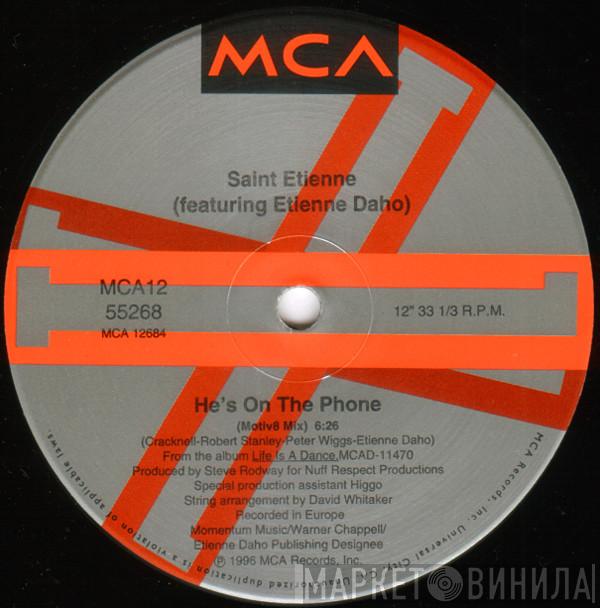 MCA
Saint Etienne
(featuring Etienne Daho)
MCA12
55268
MCA 12684
12" 33 1/3 R.P.M.
He's On The Phone
(Motiv8 Mix) 6:26
(Cracknell-Robert Stanley-Peter Wiggs-Etienne Daho)
From the album Life Is A Dance,MCAD-11470
Produced by Steve Rodway for Nuff Respect Productions
Special production assistant Higgo
String arrangement by David Whitaker
Recorded in Europe
Momentum Music/Warner Chappell/
Etienne Daho Publishing Designee
℗ 1996 MCA Records, Inc.
MCA Records, Inc. Universal City, Unauthorized duplication is a violation of applicable laws.
МАРКЕТ ВИНИЛА